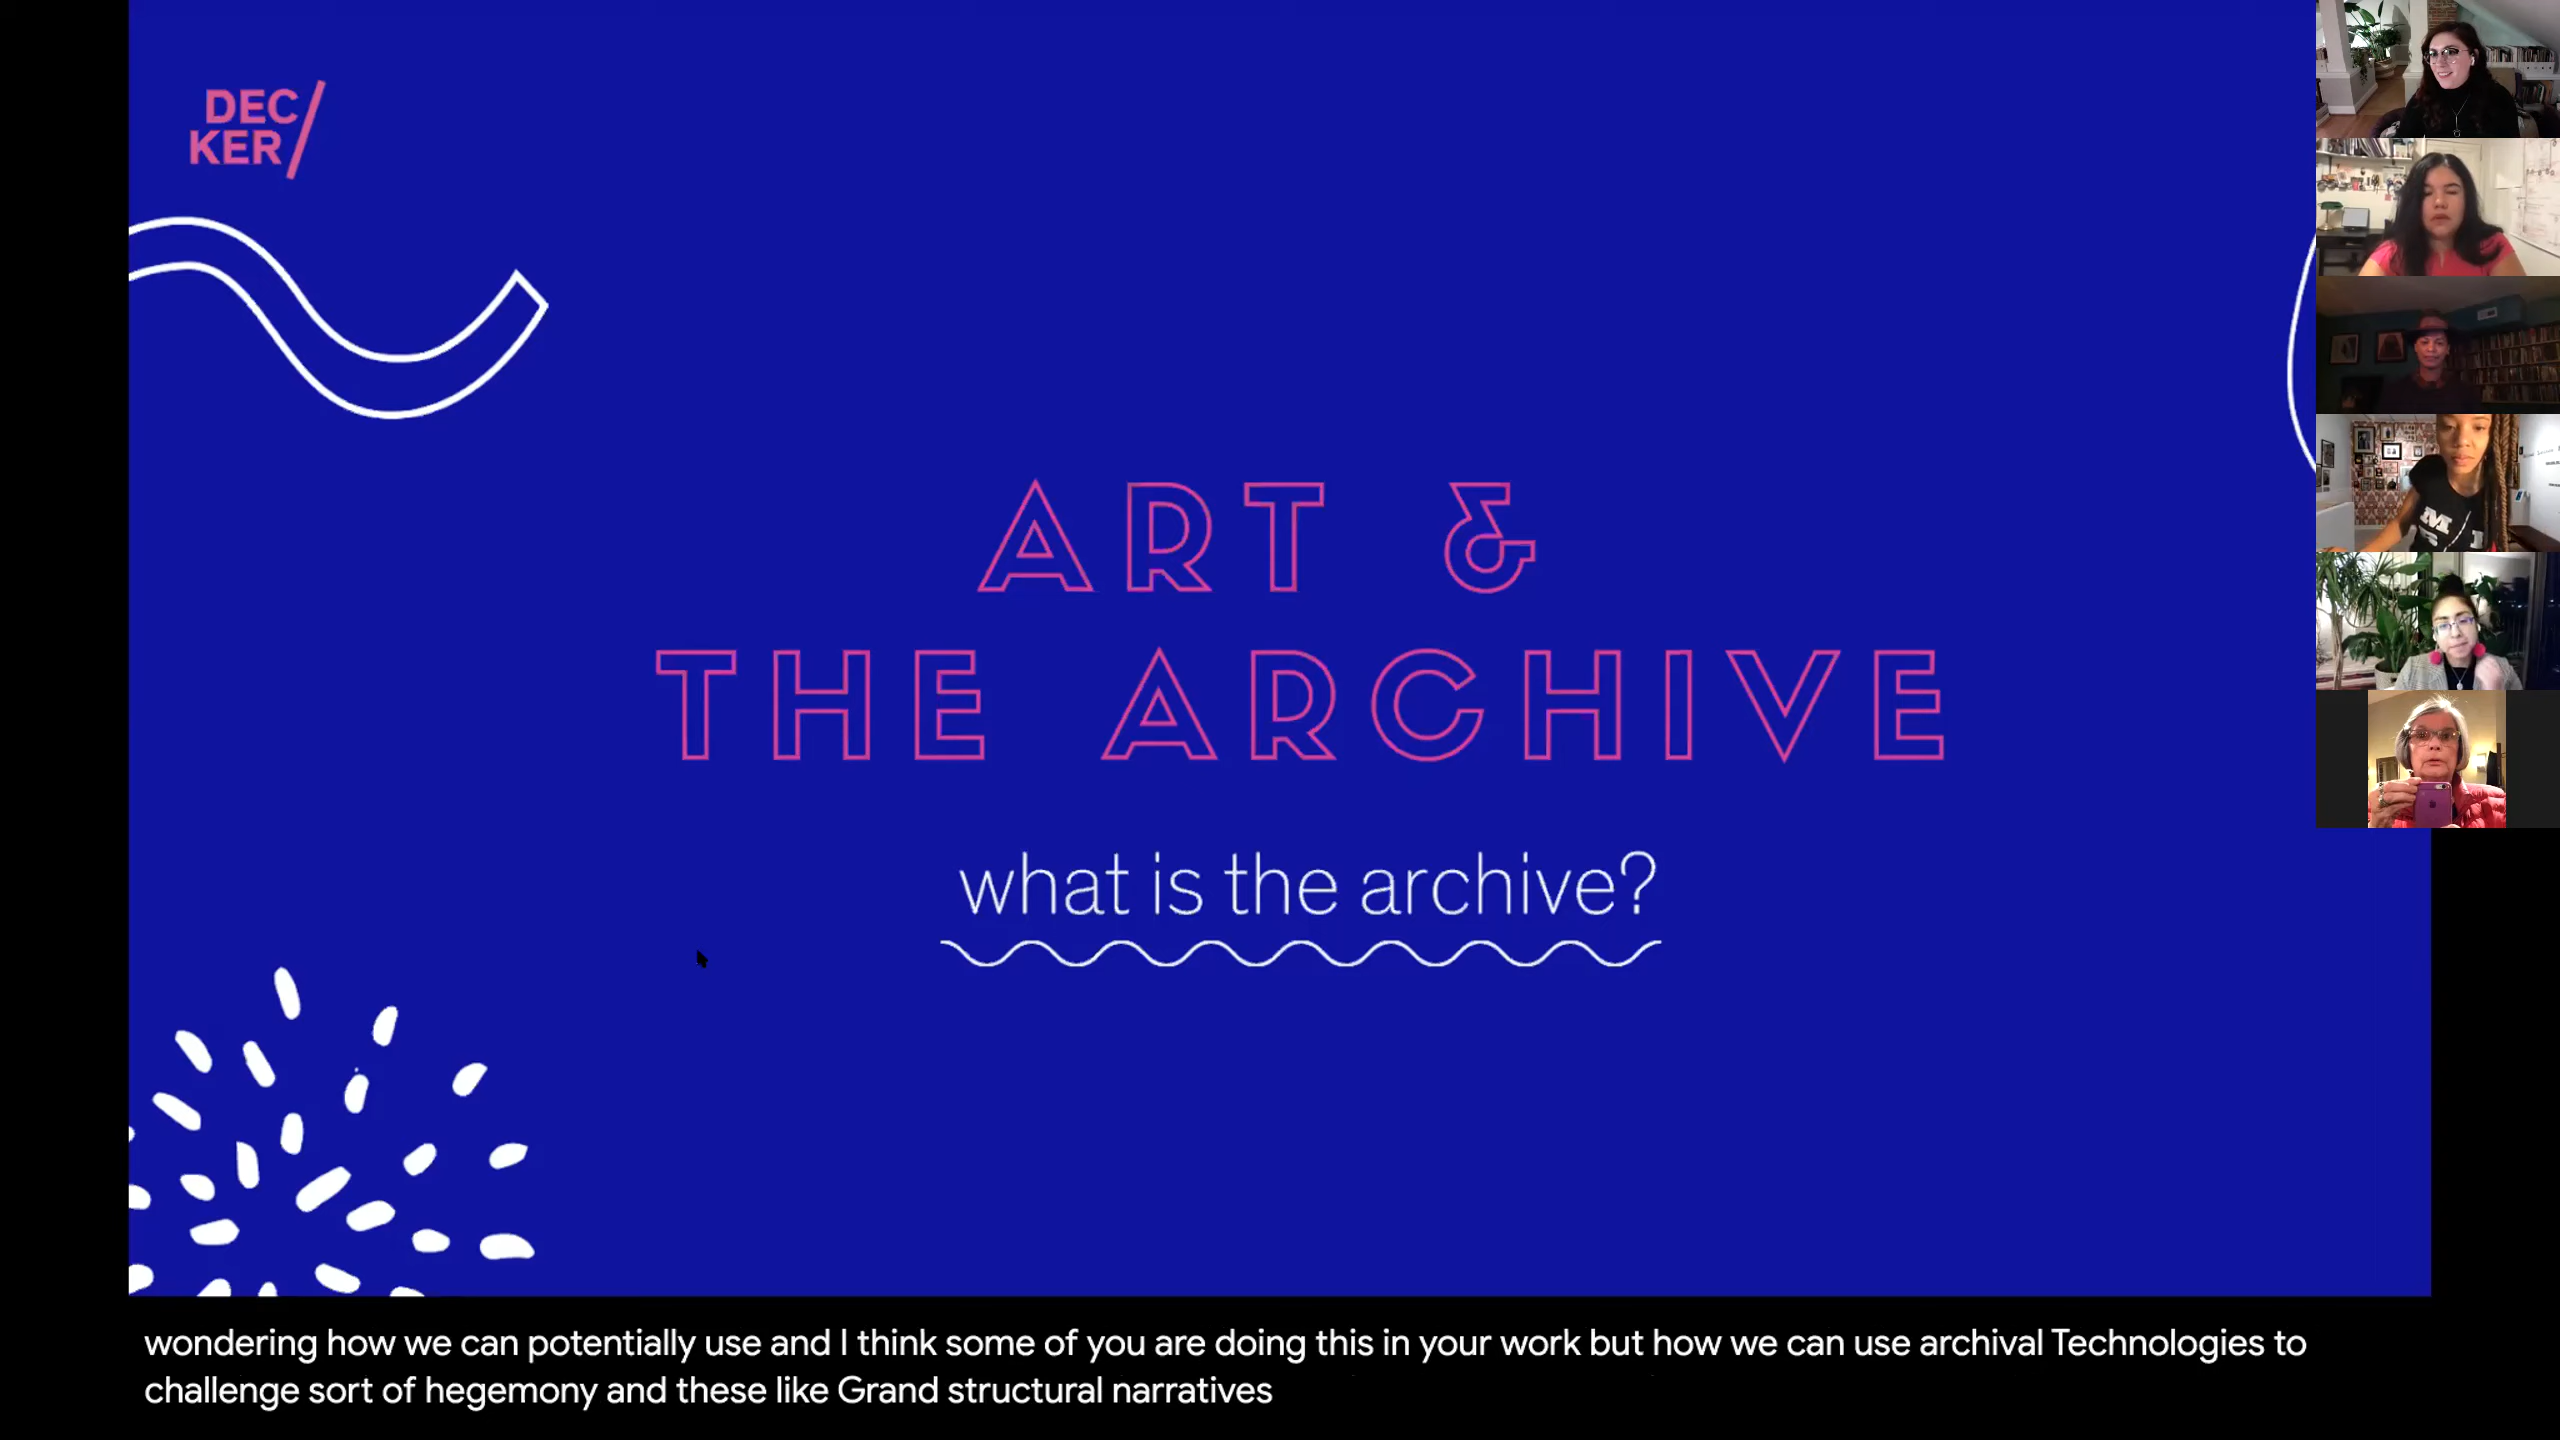 DEC
KER/
ART &
THE ARCHIVE
what is the archive?
wondering how we can potentially use and I think some of you are doing this in your work but how we can use archival Technologies to
challenge sort of hegemony and these like Grand structural narratives